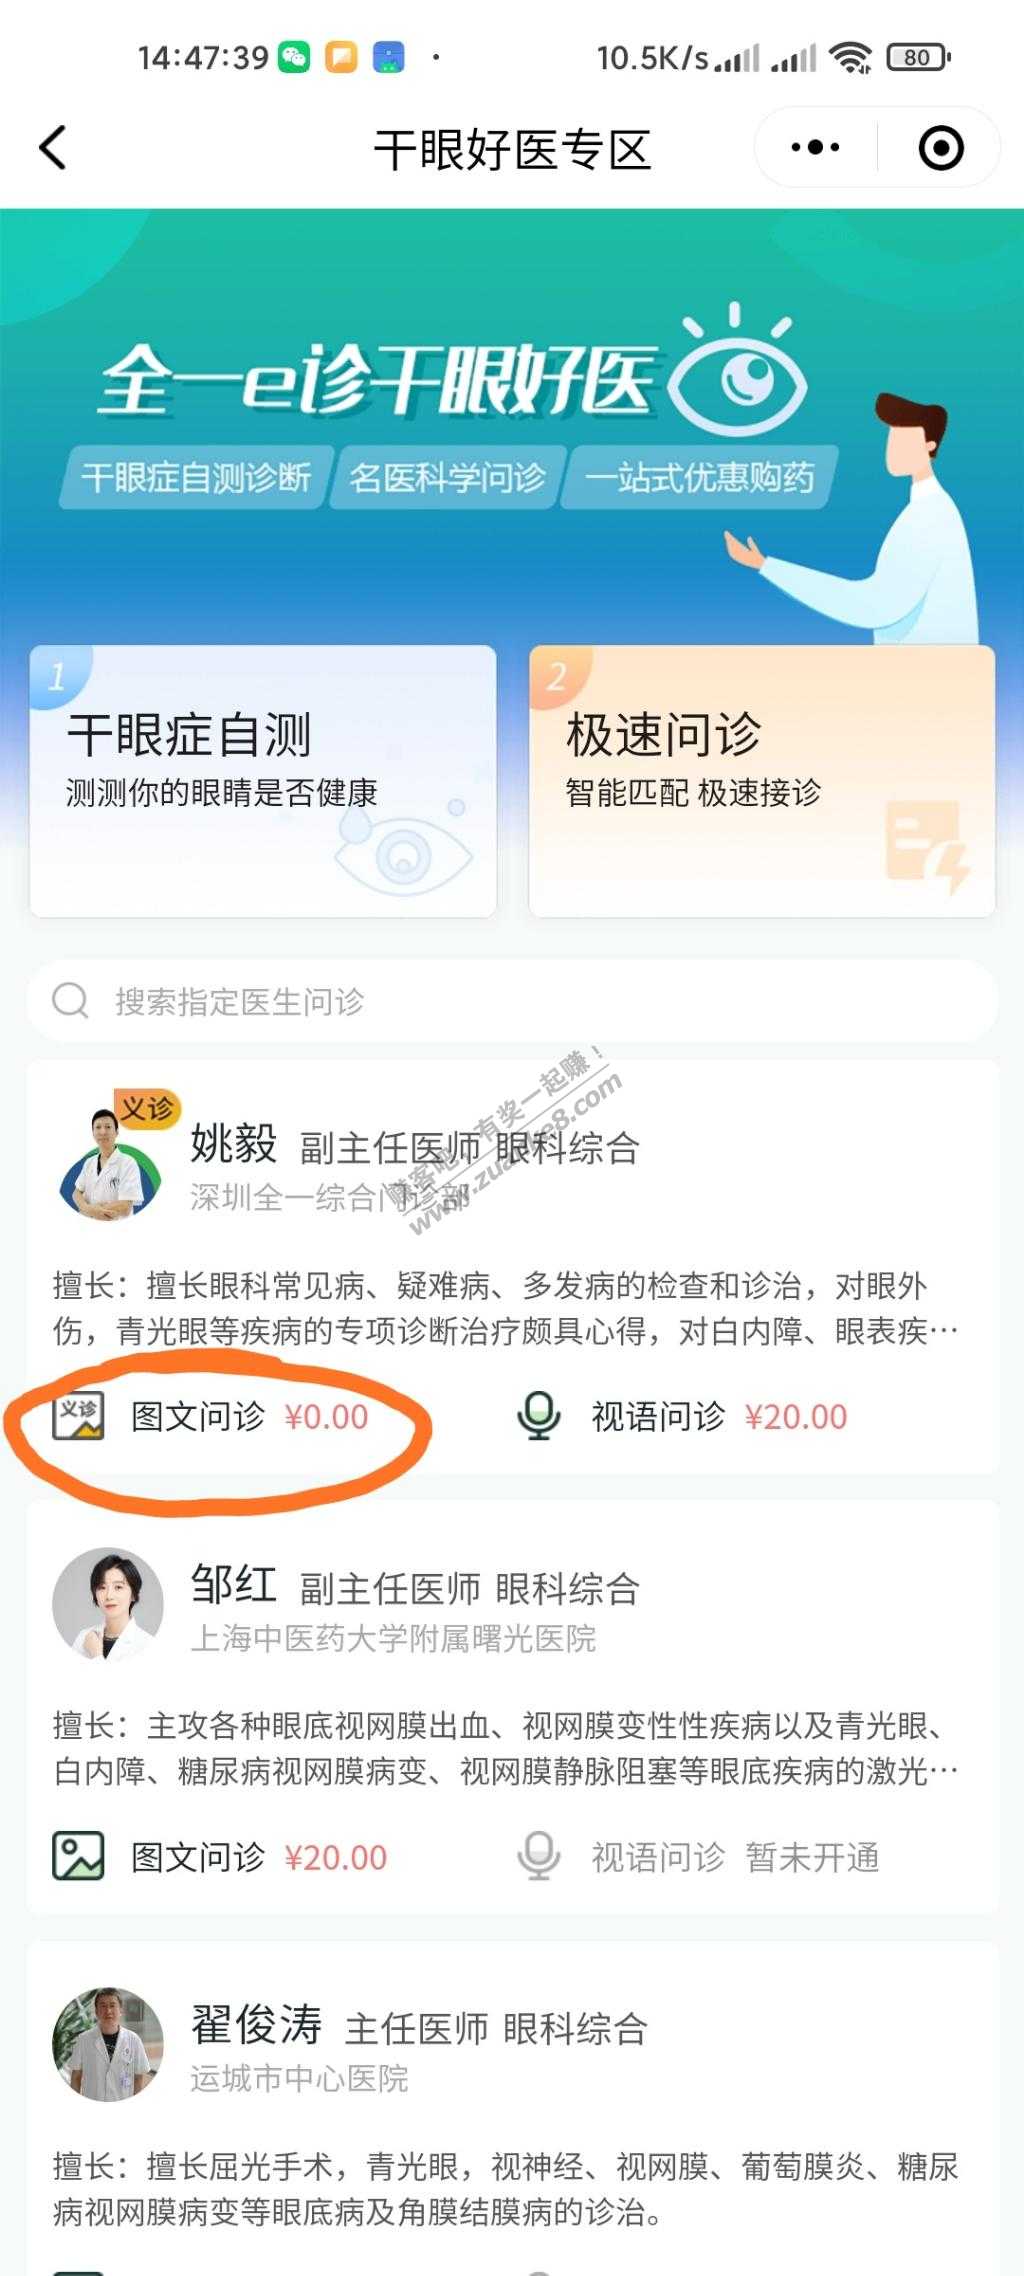 14:47:39
10.5K/s
80
干眼好医专区
全一e诊干眼好医
干眼症自测诊断
名医科学问诊
一站式优惠购药
1
干眼症自测
测测你的眼睛是否健康
2
极速问诊
智能匹配 极速接诊
搜索指定医生问诊
义诊
姚毅 副主任医师 眼科综合
深圳全一综合门诊部
赚客吧，有奖一起赚！
www.zuanke8.com
擅长：擅长眼科常见病、疑难病、多发病的检查和诊治，对眼外
伤，青光眼等疾病的专项诊断治疗颇具心得，对白内障、眼表疾…
义诊 图文问诊 ¥0.00
视语问诊 ¥20.00
邹红 副主任医师 眼科综合
上海中医药大学附属曙光医院
擅长：主攻各种眼底视网膜出血、视网膜变性性疾病以及青光眼、
白内障、糖尿病视网膜病变、视网膜静脉阻塞等眼底疾病的激光…
图文问诊 ¥20.00
视语问诊 暂未开通
翟俊涛 主任医师 眼科综合
运城市中心医院
擅长：擅长屈光手术，青光眼，视神经、视网膜、葡萄膜炎、糖尿
病视网膜病变等眼底病及角膜结膜病的诊治。